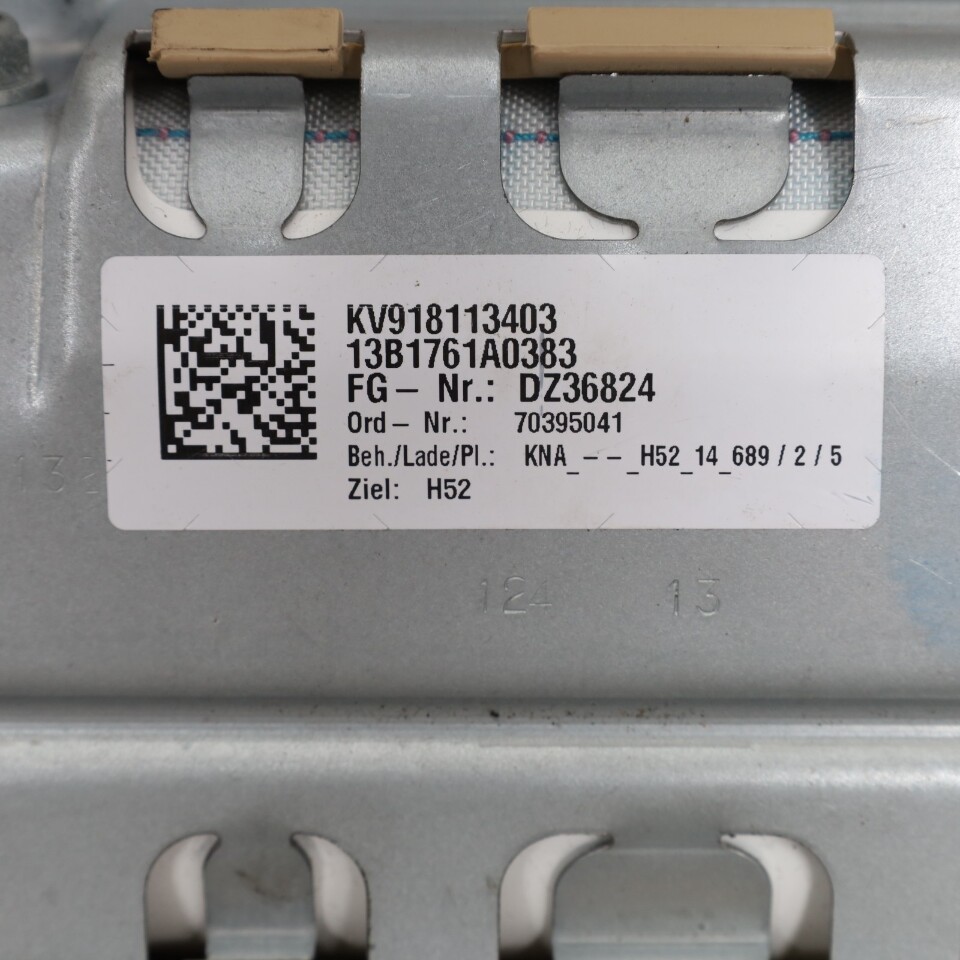 KV918113403
13B1761A0383
FG – Nr.: DZ36824
Ord – Nr.: 70395041
Beh./Lade/Pl.: KNA_ – – _H52_14_689 / 2 / 5
Ziel: H52
132
124 13